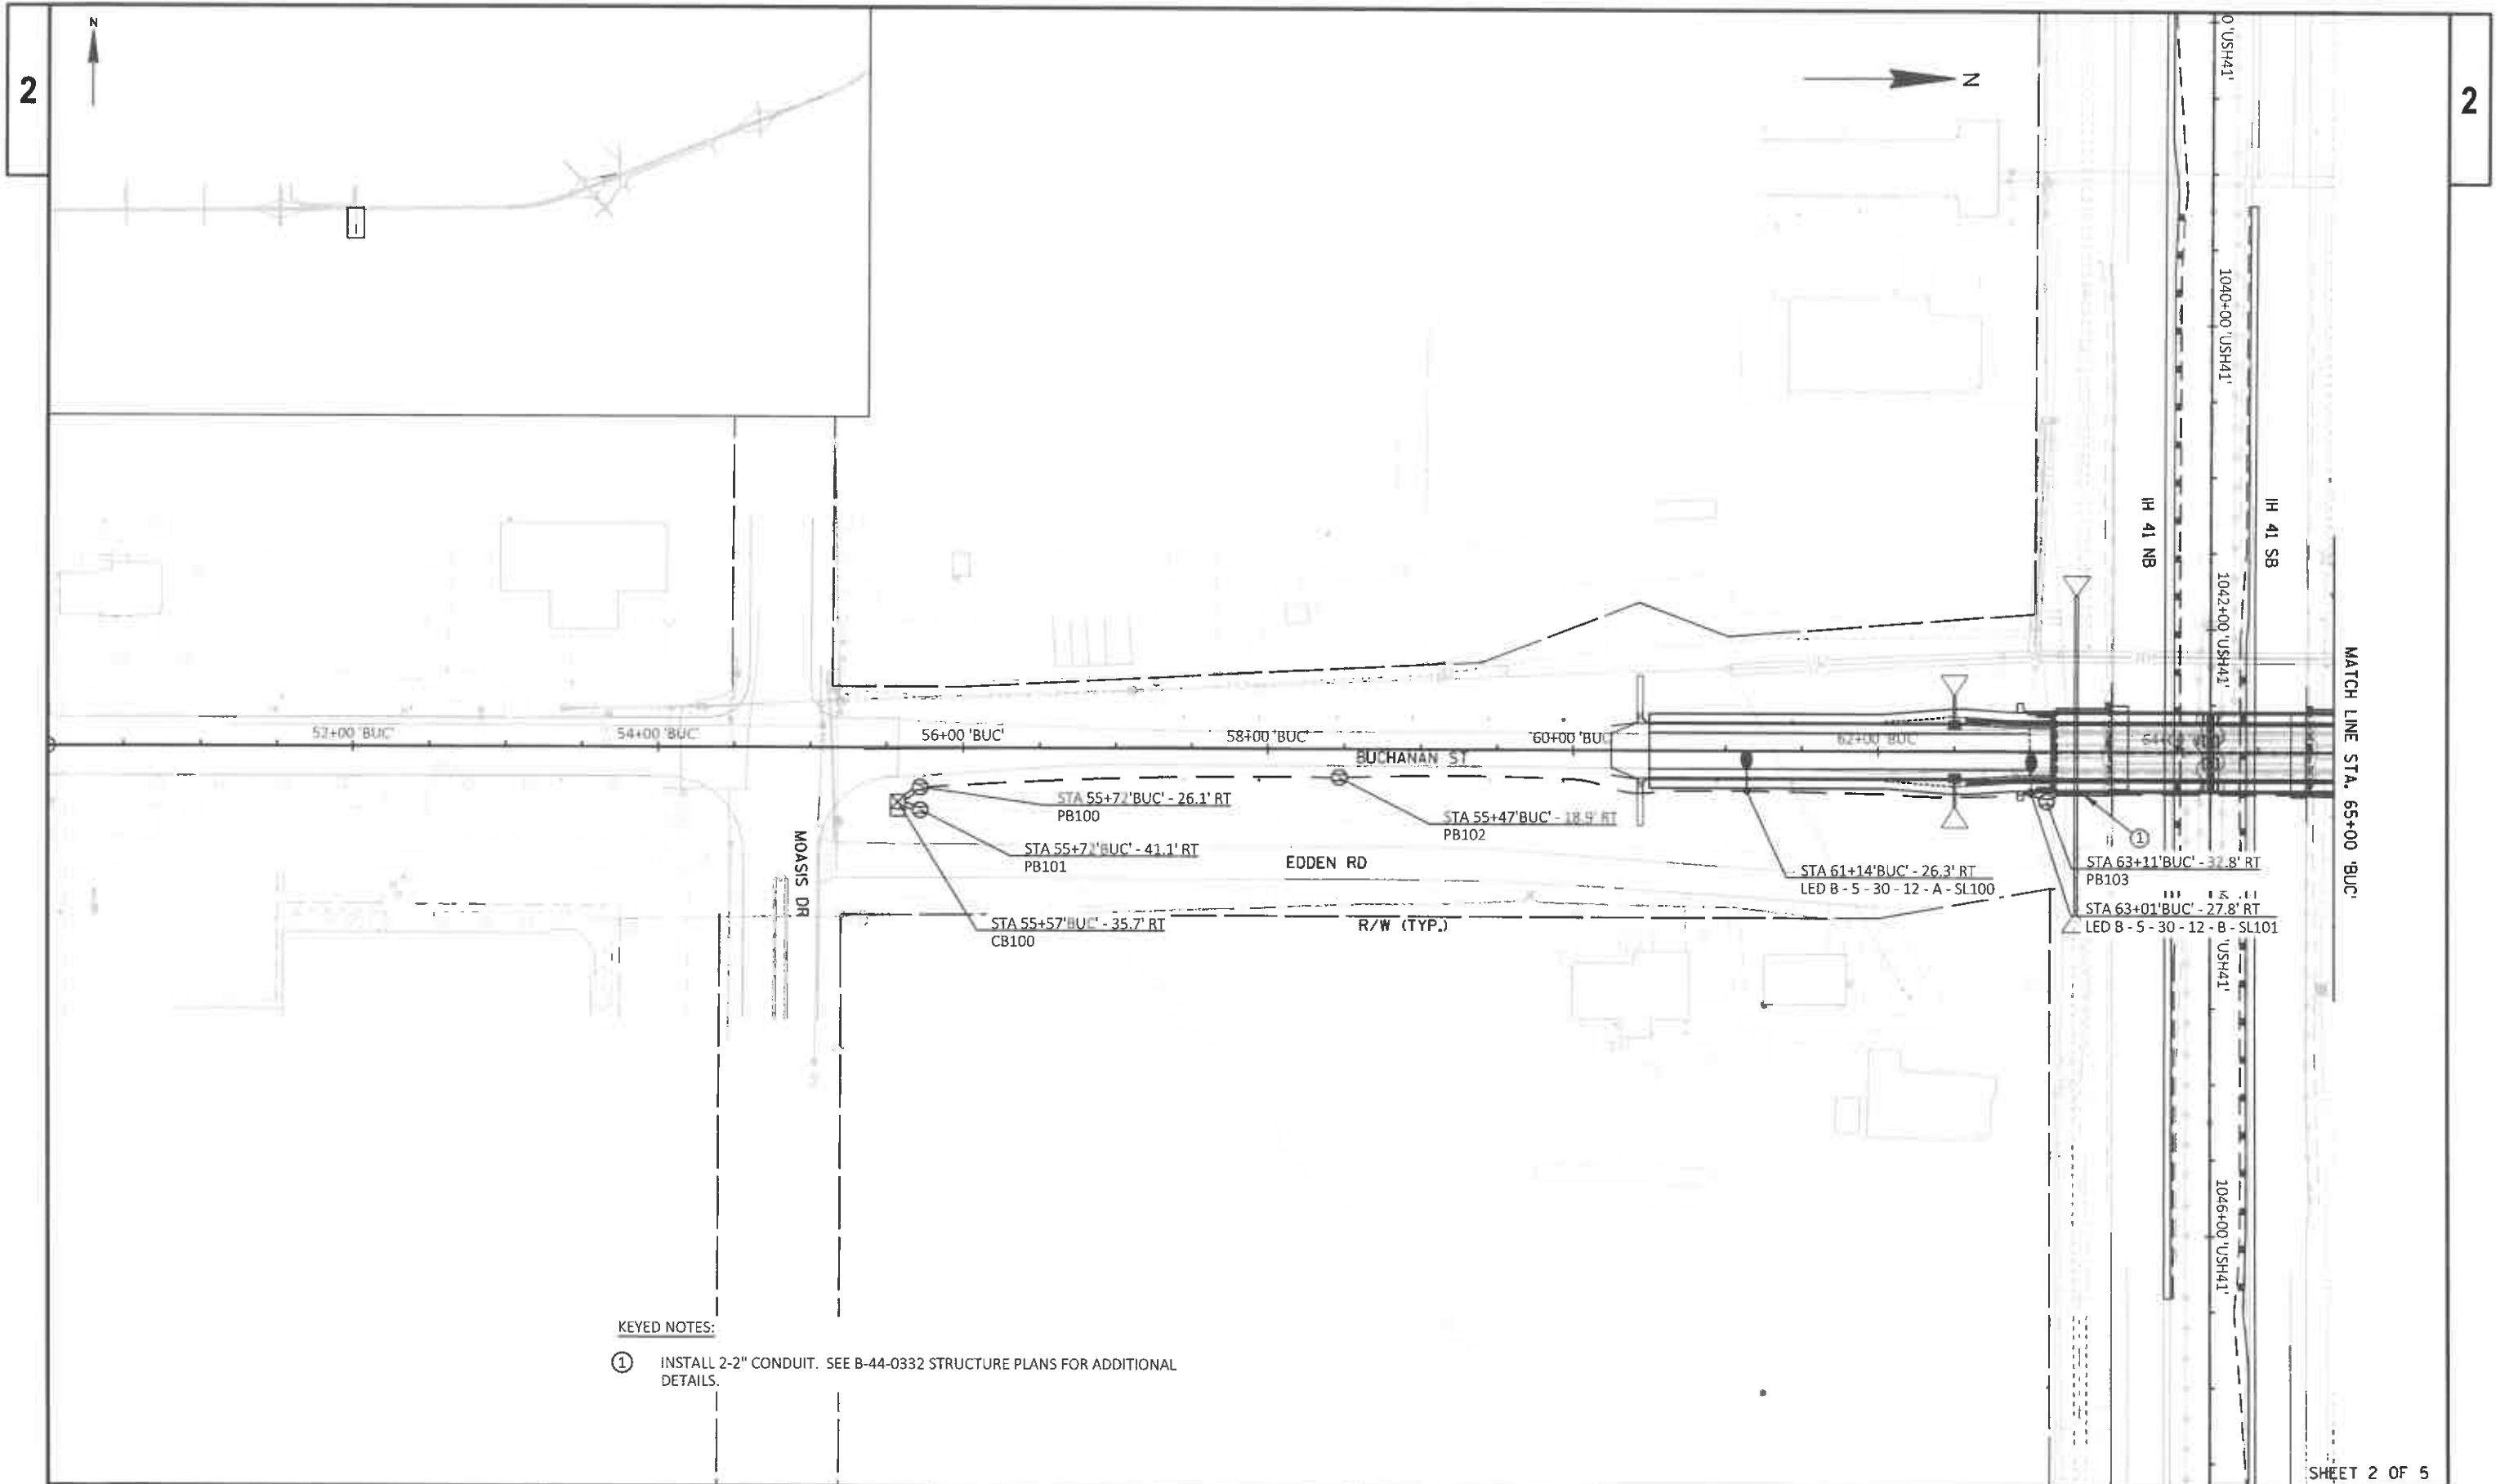 2
N
N
2
0 'USH41'
1040+00 'USH41'
IH 41 NB
IH 41 SB
1042+00 'USH41'
MATCH LINE STA. 65+00 'BUC'
52+00 'BUC'
54+00 'BUC'
56+00 'BUC'
58+00 'BUC'
60+00 'BUC
62+00 'BUC'
64+00
BUCHANAN ST
STA 55+72'BUC' - 26.1' RT
PB100
STA 55+47'BUC' - 18.9' RT
PB102
MOASIS DR
STA 55+72'BUC' - 41.1' RT
PB101
EDDEN RD
STA 61+14'BUC' - 26.3' RT
LED B - 5 - 30 - 12 - A - SL100
1
STA 63+11'BUC' - 32.8' RT
PB103
STA 63+01'BUC' - 27.8' RT
LED B - 5 - 30 - 12 - B - SL101
STA 55+57'BUC' - 35.7' RT
CB100
R/W (TYP.)
'USH41'
1046+00 'USH41'
KEYED NOTES:
1 INSTALL 2-2" CONDUIT. SEE B-44-0332 STRUCTURE PLANS FOR ADDITIONAL
DETAILS.
SHEET 2 OF 5